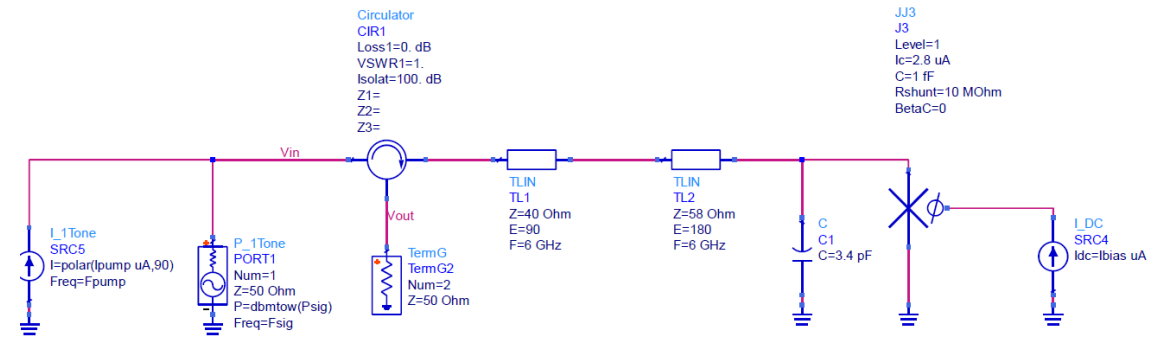 Circulator
CIR1
Loss1=0. dB
VSWR1=1.
Isolat=100. dB
Z1=
Z2=
Z3=
JJ3
J3
Level=1
Ic=2.8 uA
C=1 fF
Rshunt=10 MOhm
BetaC=0
Vin
Vout
I_1Tone
SRC5
I=polar(Ipump uA,90)
Freq=Fpump
P_1Tone
PORT1
Num=1
Z=50 Ohm
P=dbmtow(Psig)
Freq=Fsig
TermG
TermG2
Num=2
Z=50 Ohm
TLIN
TL1
Z=40 Ohm
E=90
F=6 GHz
TLIN
TL2
Z=58 Ohm
E=180
F=6 GHz
C
C1
C=3.4 pF
I_DC
SRC4
Idc=Ibias uA